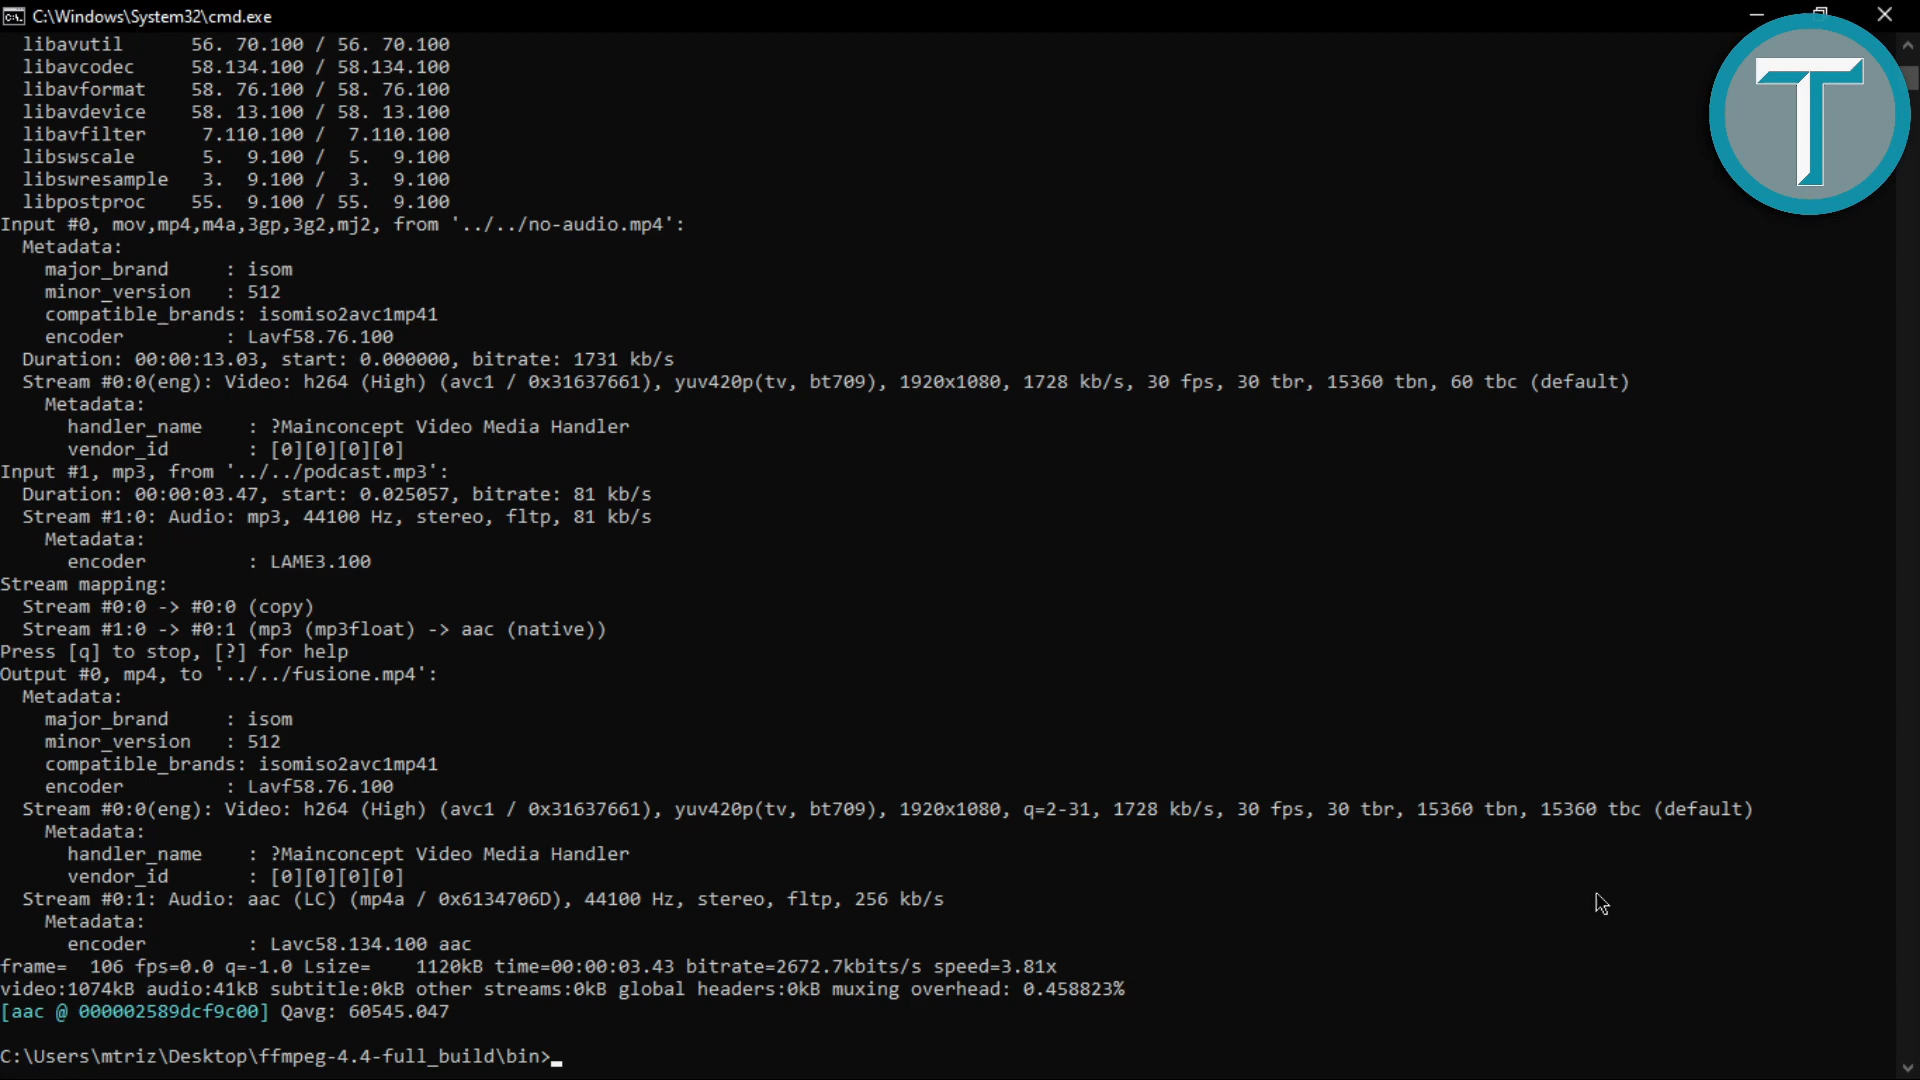 C:\Windows\System32\cmd.exe
libavutil      56. 70.100 / 56. 70.100
libavcodec     58.134.100 / 58.134.100
libavformat    58. 76.100 / 58. 76.100
libavdevice    58. 13.100 / 58. 13.100
libavfilter     7.110.100 /  7.110.100
libswscale      5.  9.100 /  5.  9.100
libswresample   3.  9.100 /  3.  9.100
libpostproc    55.  9.100 / 55.  9.100
Input #0, mov,mp4,m4a,3gp,3g2,mj2, from '../../no-audio.mp4':
  Metadata:
    major_brand     : isom
    minor_version   : 512
    compatible_brands: isomiso2avc1mp41
    encoder         : Lavf58.76.100
  Duration: 00:00:13.03, start: 0.000000, bitrate: 1731 kb/s
  Stream #0:0(eng): Video: h264 (High) (avc1 / 0x31637661), yuv420p(tv, bt709), 1920x1080, 1728 kb/s, 30 fps, 30 tbr, 15360 tbn, 60 tbc (default)
    Metadata:
      handler_name    : ?Mainconcept Video Media Handler
      vendor_id       : [0][0][0][0]
Input #1, mp3, from '../../podcast.mp3':
  Duration: 00:00:03.47, start: 0.025057, bitrate: 81 kb/s
  Stream #1:0: Audio: mp3, 44100 Hz, stereo, fltp, 81 kb/s
    Metadata:
      encoder         : LAME3.100
Stream mapping:
  Stream #0:0 -> #0:0 (copy)
  Stream #1:0 -> #0:1 (mp3 (mp3float) -> aac (native))
Press [q] to stop, [?] for help
Output #0, mp4, to '../../fusione.mp4':
  Metadata:
    major_brand     : isom
    minor_version   : 512
    compatible_brands: isomiso2avc1mp41
    encoder         : Lavf58.76.100
  Stream #0:0(eng): Video: h264 (High) (avc1 / 0x31637661), yuv420p(tv, bt709), 1920x1080, q=2-31, 1728 kb/s, 30 fps, 30 tbr, 15360 tbn, 15360 tbc (default)
    Metadata:
      handler_name    : ?Mainconcept Video Media Handler
      vendor_id       : [0][0][0][0]
  Stream #0:1: Audio: aac (LC) (mp4a / 0x6134706D), 44100 Hz, stereo, fltp, 256 kb/s
    Metadata:
      encoder         : Lavc58.134.100 aac
frame=  106 fps=0.0 q=-1.0 Lsize=    1120kB time=00:00:03.43 bitrate=2672.7kbits/s speed=3.81x
video:1074kB audio:41kB subtitle:0kB other streams:0kB global headers:0kB muxing overhead: 0.458823%
[aac @ 000002589dcf9c00] Qavg: 60545.047
C:\Users\mtriz\Desktop\ffmpeg-4.4-full_build\bin>
T